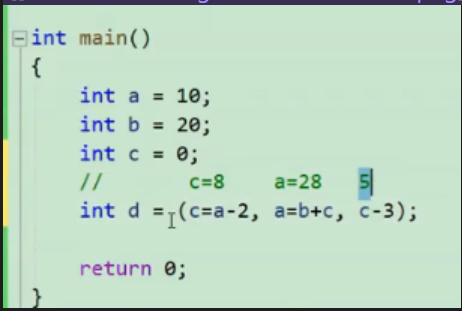 int main()
{
int a = 10;
int b = 20;
int c = 0;
// c=8 a=28 5
int d = (c=a-2, a=b+c, c-3);
return 0;
}